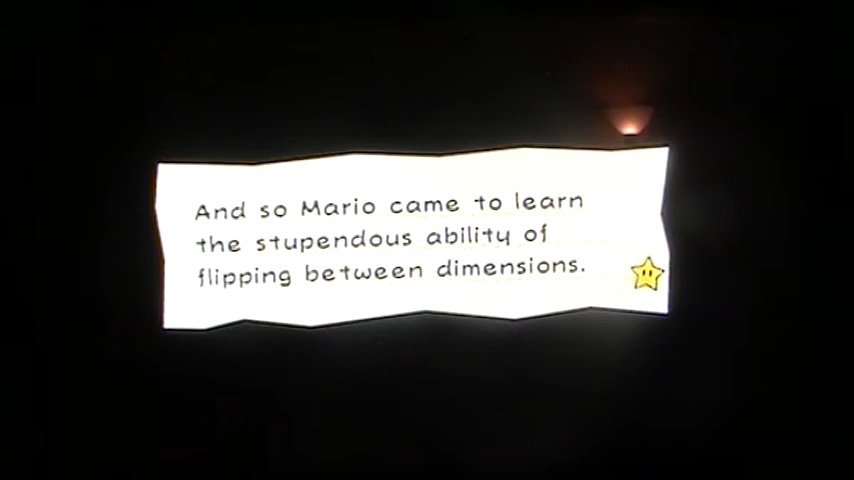 And so Mario came to learn
the stupendous ability of
flipping between dimensions.